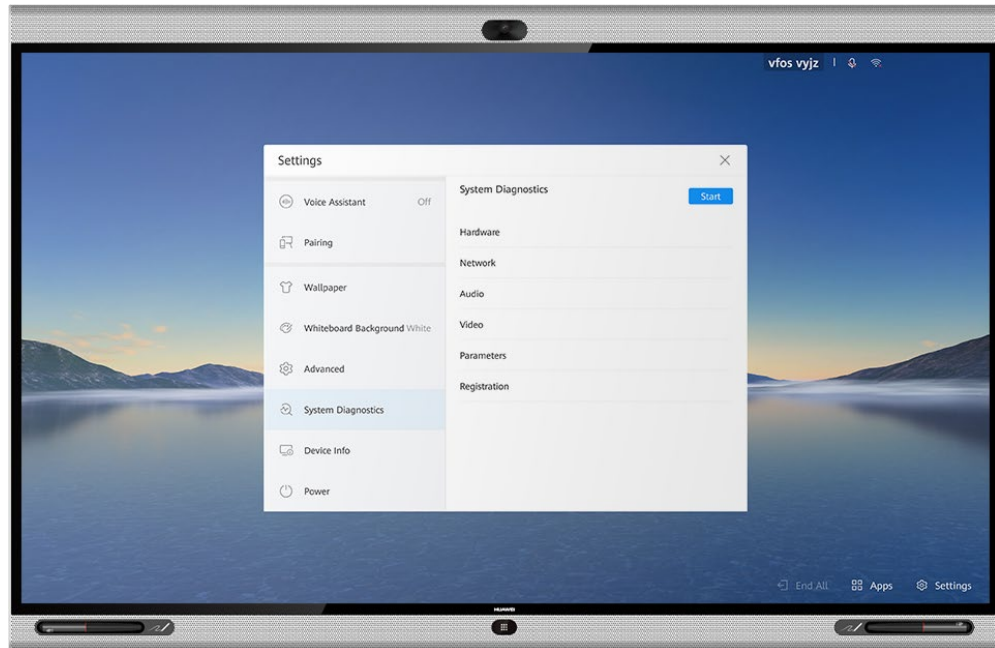 vfos vyjz
Settings
Voice Assistant Off
Pairing
Wallpaper
Whiteboard Background White
Advanced
System Diagnostics
Device Info
Power
System Diagnostics
Start
Hardware
Network
Audio
Video
Parameters
Registration
End All
Apps
Settings
HUAWEI